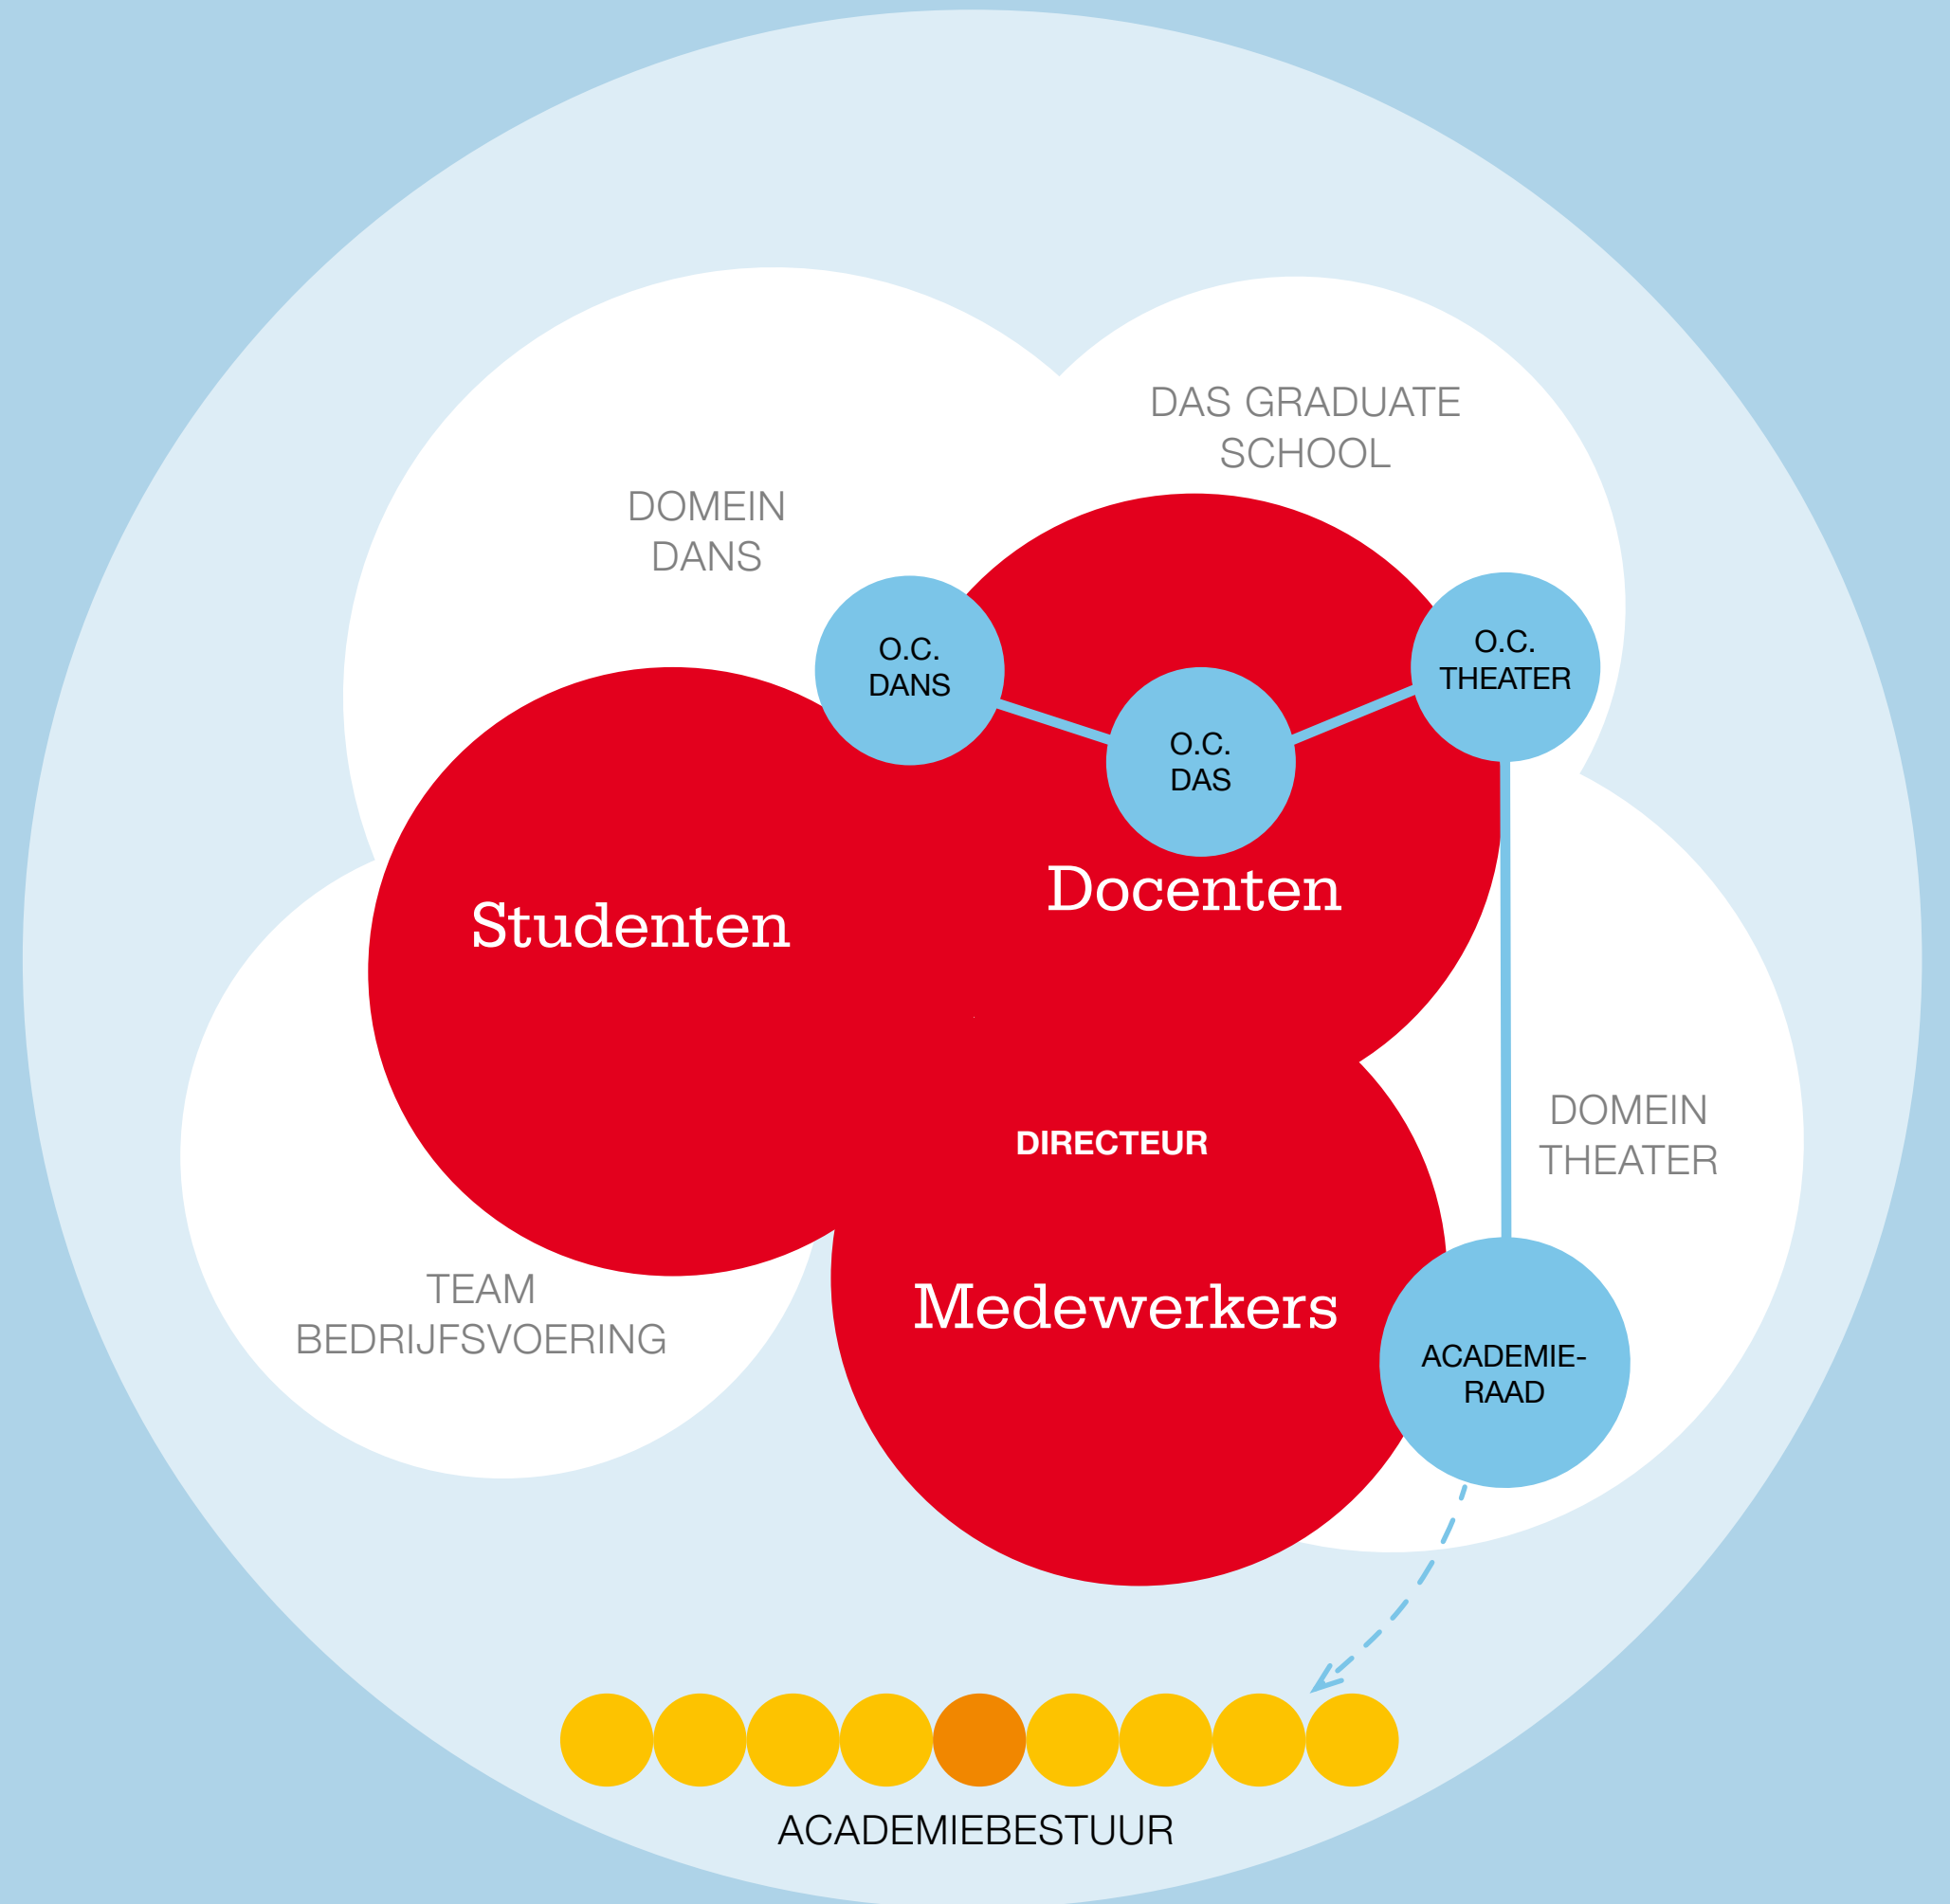 DAS GRADUATE
SCHOOL
DOMEIN
DANS
O.C.
DANS
O.C.
THEATER
O.C.
DAS
Docenten
Studenten
DIRECTEUR
DOMEIN
THEATER
TEAM
BEDRIJFSVOERING
Medewerkers
ACADEMIE-
RAAD
ACADEMIEBESTUUR